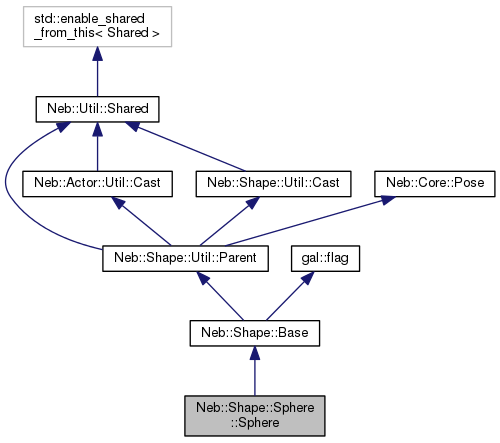 std::enable_shared
_from_this< Shared >
Neb::Util::Shared
Neb::Actor::Util::Cast
Neb::Shape::Util::Cast
Neb::Core::Pose
Neb::Shape::Util::Parent
gal::flag
Neb::Shape::Base
Neb::Shape::Sphere
::Sphere